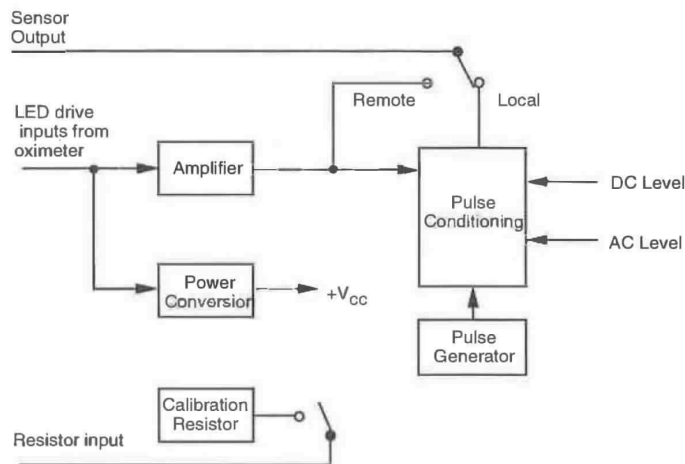 Sensor
Output
Remote
Local
LED drive
inputs from
oximeter
Amplifier
Pulse
Conditioning
DC Level
AC Level
Power
Conversion
+VCC
Pulse
Generator
Calibration
Resistor
Resistor input